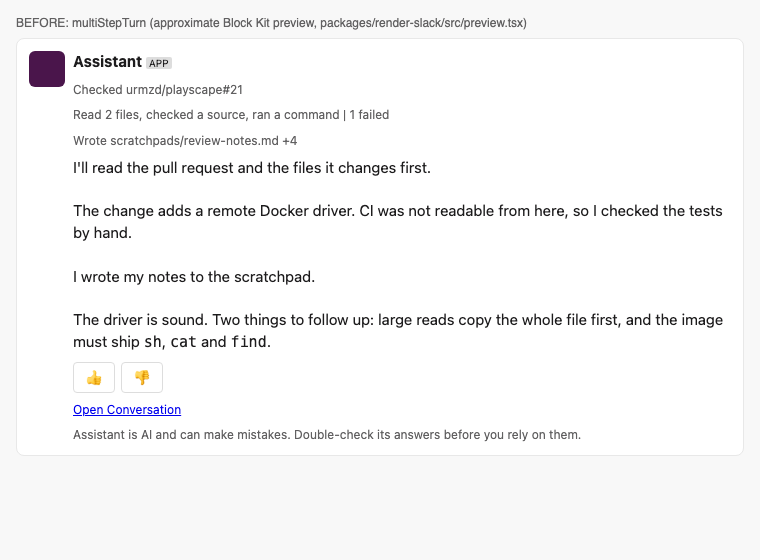 BEFORE: multiStepTurn (approximate Block Kit preview, packages/render-slack/src/preview.tsx)
Assistant APP
Checked urmzd/playscape#21
Read 2 files, checked a source, ran a command | 1 failed
Wrote scratchpads/review-notes.md +4
I'll read the pull request and the files it changes first.
The change adds a remote Docker driver. CI was not readable from here, so I checked the tests
by hand.
I wrote my notes to the scratchpad.
The driver is sound. Two things to follow up: large reads copy the whole file first, and the image
must ship sh, cat and find.
Open Conversation
Assistant is AI and can make mistakes. Double-check its answers before you rely on them.